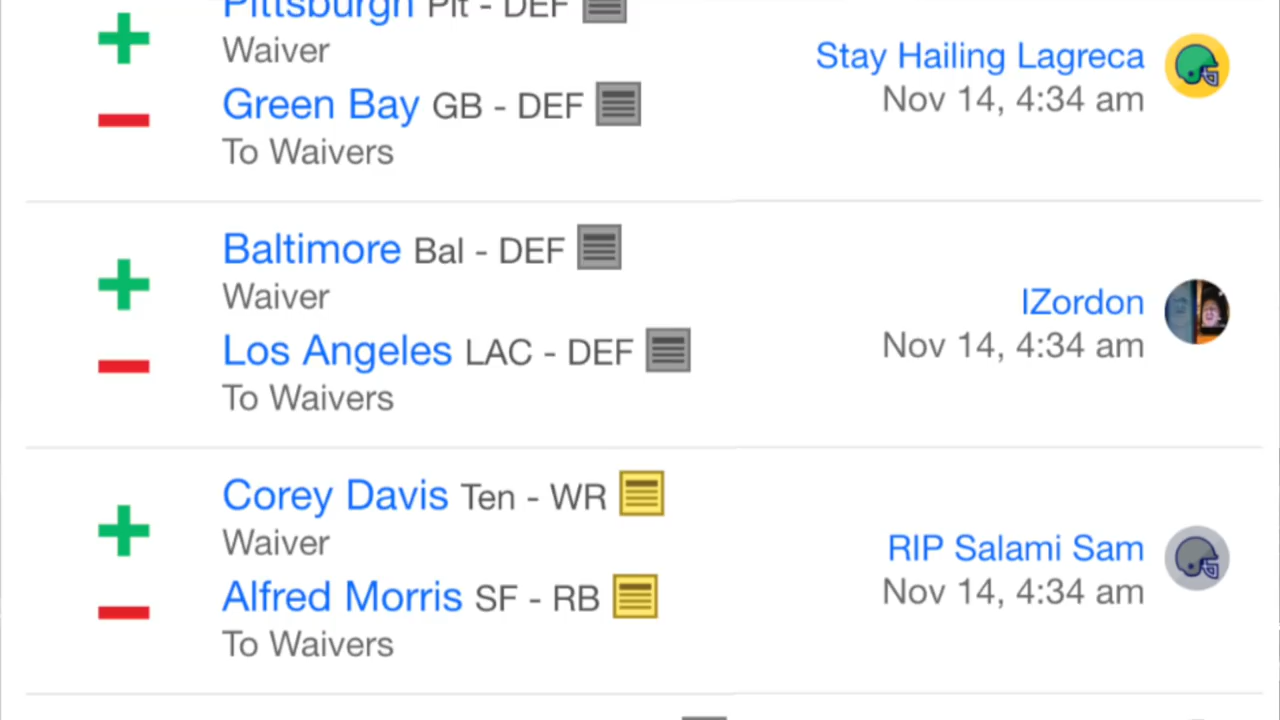 Pittsburgh Pit - DEF
Waiver
Green Bay GB - DEF
To Waivers
Stay Hailing Lagreca
Nov 14, 4:34 am
Baltimore Bal - DEF
Waiver
Los Angeles LAC - DEF
To Waivers
IZordon
Nov 14, 4:34 am
Corey Davis Ten - WR
Waiver
Alfred Morris SF - RB
To Waivers
RIP Salami Sam
Nov 14, 4:34 am